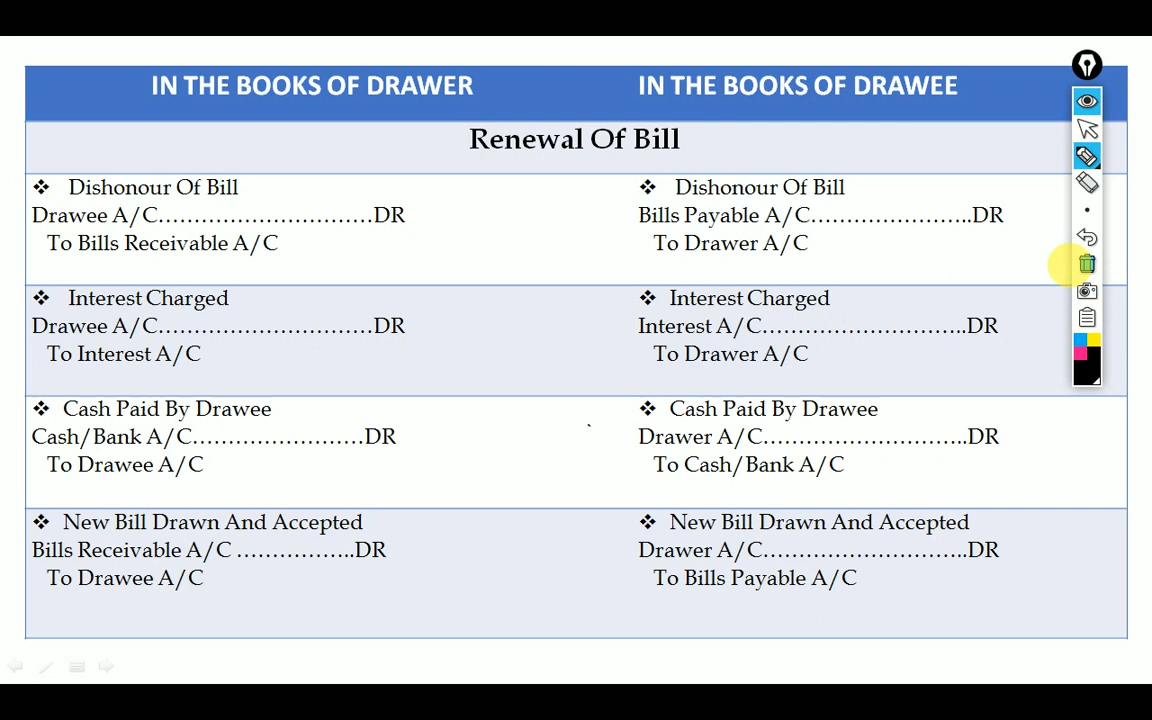 IN THE BOOKS OF DRAWER
IN THE BOOKS OF DRAWEE
Renewal Of Bill
❖ Dishonour Of Bill
Drawee A/C…………………………DR
To Bills Receivable A/C
❖ Dishonour Of Bill
Bills Payable A/C…………………..DR
To Drawer A/C
❖ Interest Charged
Drawee A/C…………………………DR
To Interest A/C
❖ Interest Charged
Interest A/C………………………..DR
To Drawer A/C
❖ Cash Paid By Drawee
Cash/Bank A/C……………………DR
To Drawee A/C
❖ Cash Paid By Drawee
Drawer A/C………………………..DR
To Cash/Bank A/C
❖ New Bill Drawn And Accepted
Bills Receivable A/C ……………..DR
To Drawee A/C
❖ New Bill Drawn And Accepted
Drawer A/C………………………..DR
To Bills Payable A/C